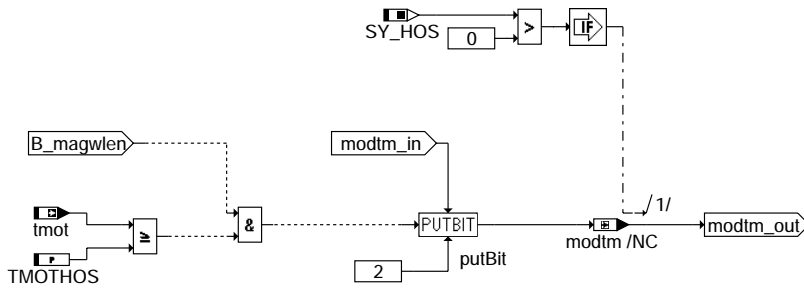 SY_HOS
0
>
IF
B_magwlen
modtm_in
/1/
tmot
≥
&
PUTBIT
modtm /NC
modtm_out
P
TMOTHOS
2
putBit